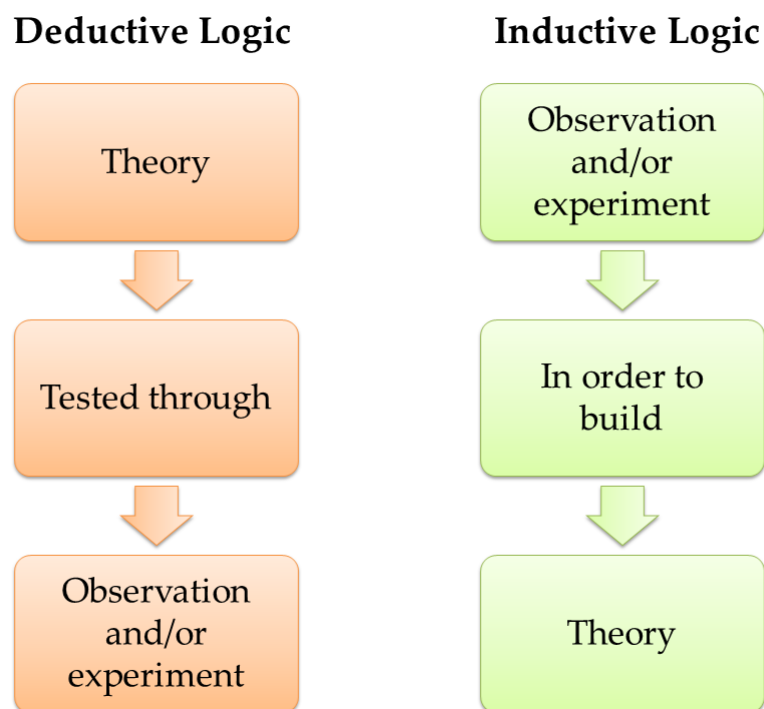 Deductive Logic
Theory
Tested through
Observation
and/or
experiment
Inductive Logic
Observation
and/or
experiment
In order to
build
Theory